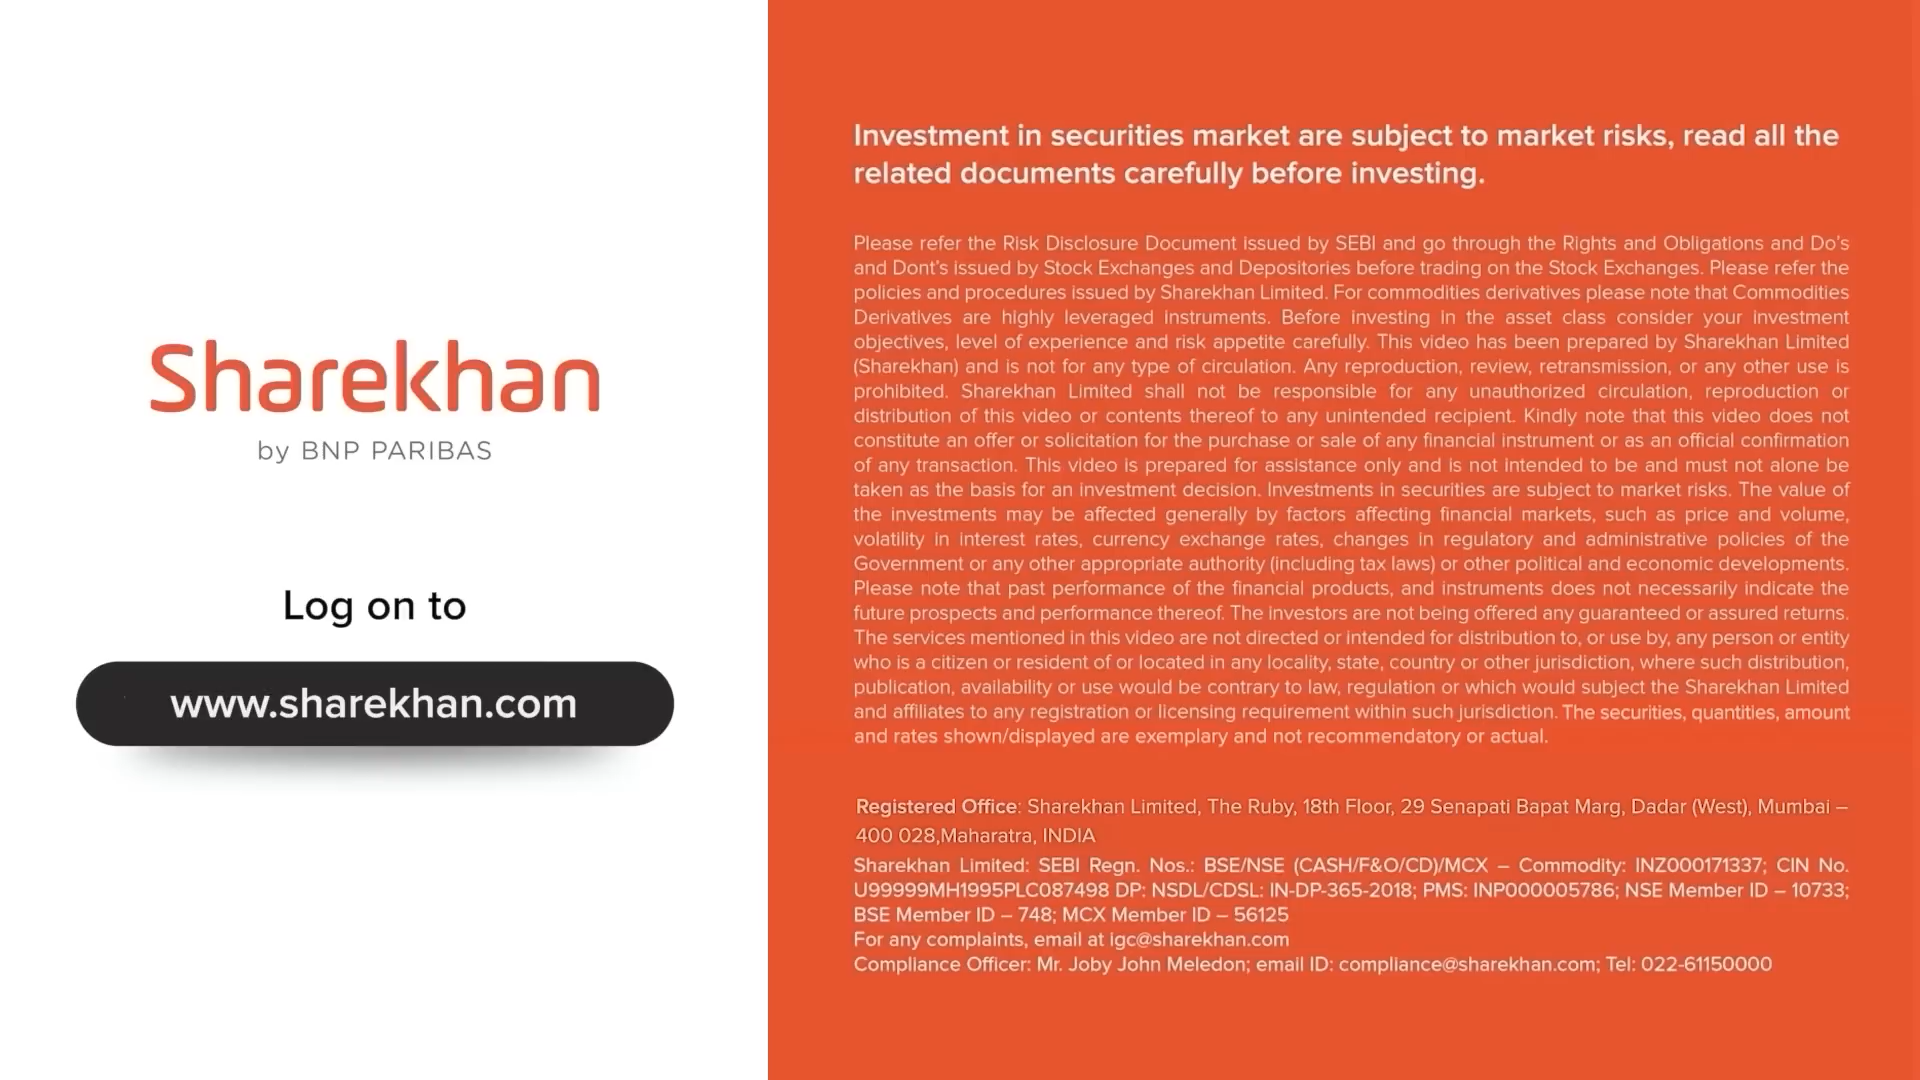 Sharekhan
by BNP PARIBAS
Log on to
www.sharekhan.com
Investment in securities market are subject to market risks, read all the
related documents carefully before investing.
Please refer the Risk Disclosure Document issued by SEBI and go through the Rights and Obligations and Do's
and Dont's issued by Stock Exchanges and Depositories before trading on the Stock Exchanges. Please refer the
policies and procedures issued by Sharekhan Limited. For commodities derivatives please note that Commodities
Derivatives are highly leveraged instruments. Before investing in the asset class consider your investment
objectives, level of experience and risk appetite carefully. This video has been prepared by Sharekhan Limited
(Sharekhan) and is not for any type of circulation. Any reproduction, review, retransmission, or any other use is
prohibited. Sharekhan Limited shall not be responsible for any unauthorized circulation, reproduction or
distribution of this video or contents thereof to any unintended recipient. Kindly note that this video does not
constitute an offer or solicitation for the purchase or sale of any financial instrument or as an official confirmation
of any transaction. This video is prepared for assistance only and is not intended to be and must not alone be
taken as the basis for an investment decision. Investments in securities are subject to market risks. The value of
the investments may be affected generally by factors affecting financial markets, such as price and volume,
volatility in interest rates, currency exchange rates, changes in regulatory and administrative policies of the
Government or any other appropriate authority (including tax laws) or other political and economic developments.
Please note that past performance of the financial products, and instruments does not necessarily indicate the
future prospects and performance thereof. The investors are not being offered any guaranteed or assured returns.
The services mentioned in this video are not directed or intended for distribution to, or use by, any person or entity
who is a citizen or resident of or located in any locality, state, country or other jurisdiction, where such distribution,
publication, availability or use would be contrary to law, regulation or which would subject the Sharekhan Limited
and affiliates to any registration or licensing requirement within such jurisdiction. The securities, quantities, amount
and rates shown/displayed are exemplary and not recommendatory or actual.
Registered Office: Sharekhan Limited, The Ruby, 18th Floor, 29 Senapati Bapat Marg, Dadar (West), Mumbai –
400 028,Maharatra, INDIA
Sharekhan Limited: SEBI Regn. Nos.: BSE/NSE (CASH/F&O/CD)/MCX – Commodity: INZ000171337; CIN No.
U99999MH1995PLC087498 DP: NSDL/CDSL: IN-DP-365-2018; PMS: INP000005786; NSE Member ID – 10733;
BSE Member ID – 748; MCX Member ID – 56125
For any complaints, email at igc@sharekhan.com
Compliance Officer: Mr. Joby John Meledon; email ID: compliance@sharekhan.com; Tel: 022-61150000